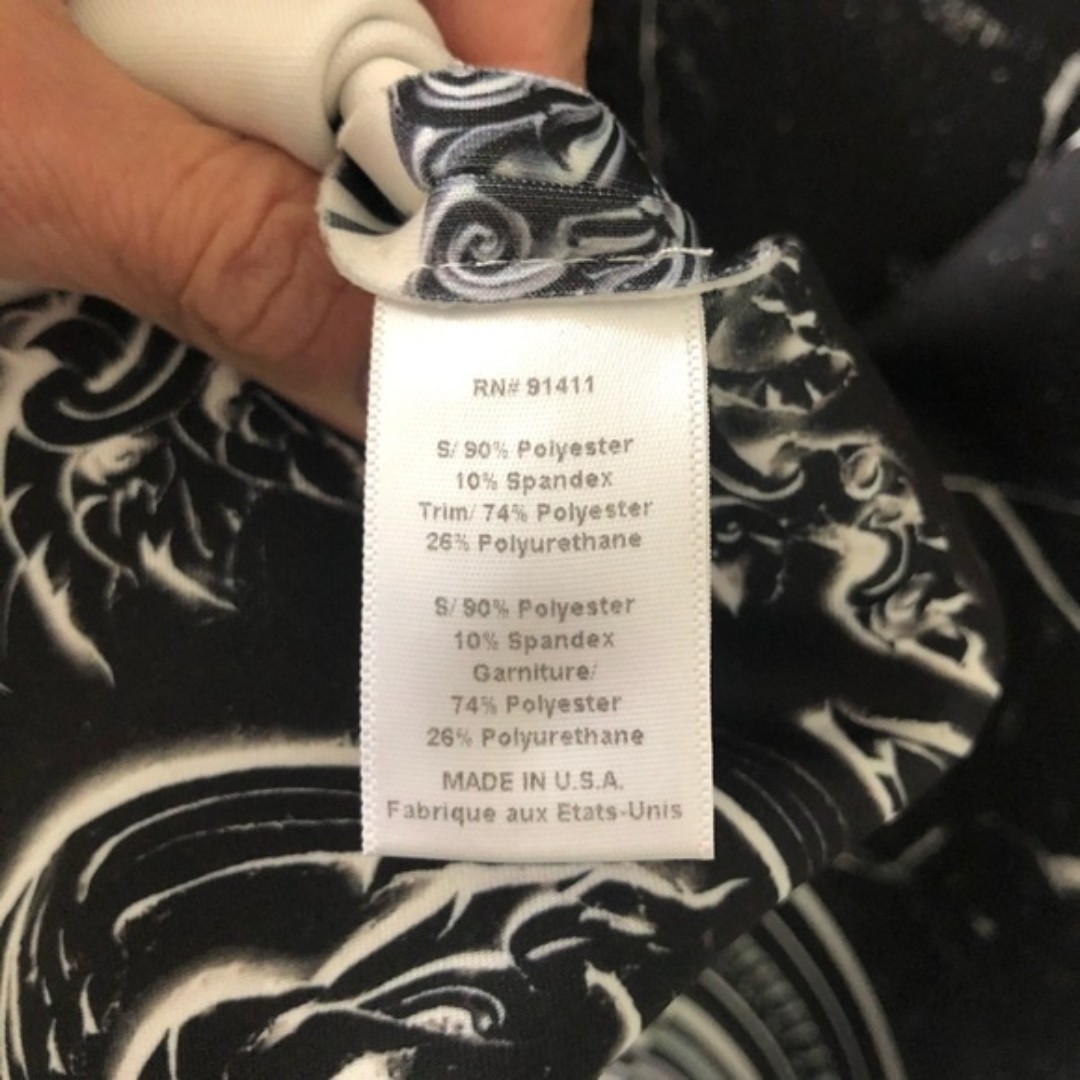 RN# 91411
S/ 90% Polyester
10% Spandex
Trim/ 74% Polyester
26% Polyurethane
S/ 90% Polyester
10% Spandex
Garniture/
74% Polyester
26% Polyurethane
MADE IN U.S.A.
Fabrique aux Etats-Unis